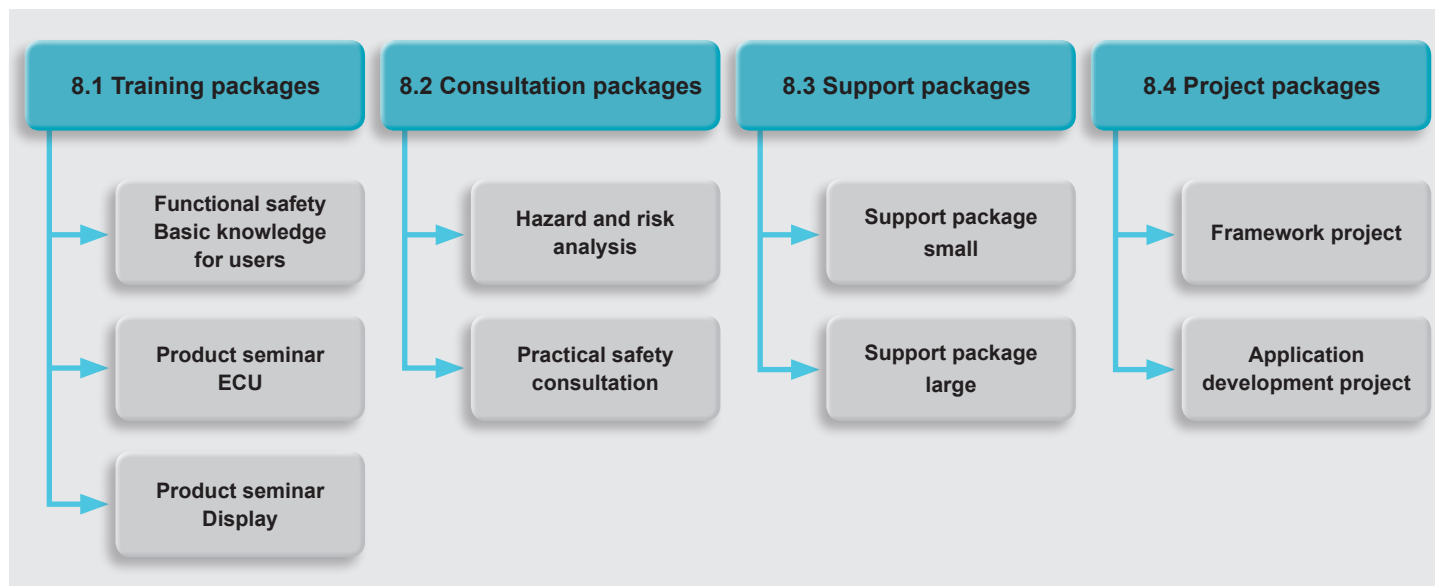 8.1 Training packages
Functional safety
Basic knowledge
for users
Product seminar
ECU
Product seminar
Display
8.2 Consultation packages
Hazard and risk
analysis
Practical safety
consultation
8.3 Support packages
Support package
small
Support package
large
8.4 Project packages
Framework project
Application
development project